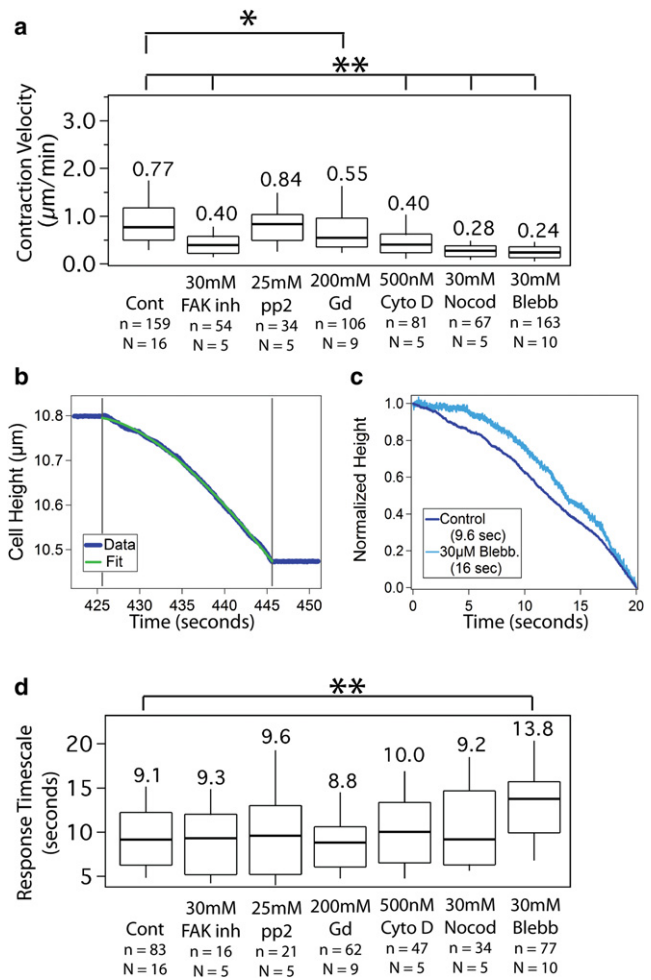 a
*
**
Contraction Velocity
(µm/min)
3.0
2.0
1.0
0.0
0.77
0.40
0.84
0.55
0.40
0.28
0.24
30mM 25mM 200mM 500nM 30mM 30mM
Cont FAK inh pp2 Gd Cyto D Nocod Blebb
n = 159 n = 54 n = 34 n = 106 n = 81 n = 67 n = 163
N = 16 N = 5 N = 5 N = 9 N = 5 N = 5 N = 10
b
Cell Height (µm)
10.8
10.7
10.6
10.5
Data
Fit
425 430 435 440 445 450
Time (seconds)
c
Normalized Height
1.0
0.8
0.6
0.4
0.2
0.0
Control
(9.6 sec)
30µM Blebb.
(16 sec)
0 5 10 15 20
Time (seconds)
d
**
Response Timescale
(seconds)
20
15
10
5
9.1
9.3
9.6
8.8
10.0
9.2
13.8
30mM 25mM 200mM 500nM 30mM 30mM
Cont FAK inh pp2 Gd Cyto D Nocod Blebb
n = 83 n = 16 n = 21 n = 62 n = 47 n = 34 n = 77
N = 16 N = 5 N = 5 N = 9 N = 5 N = 5 N = 10